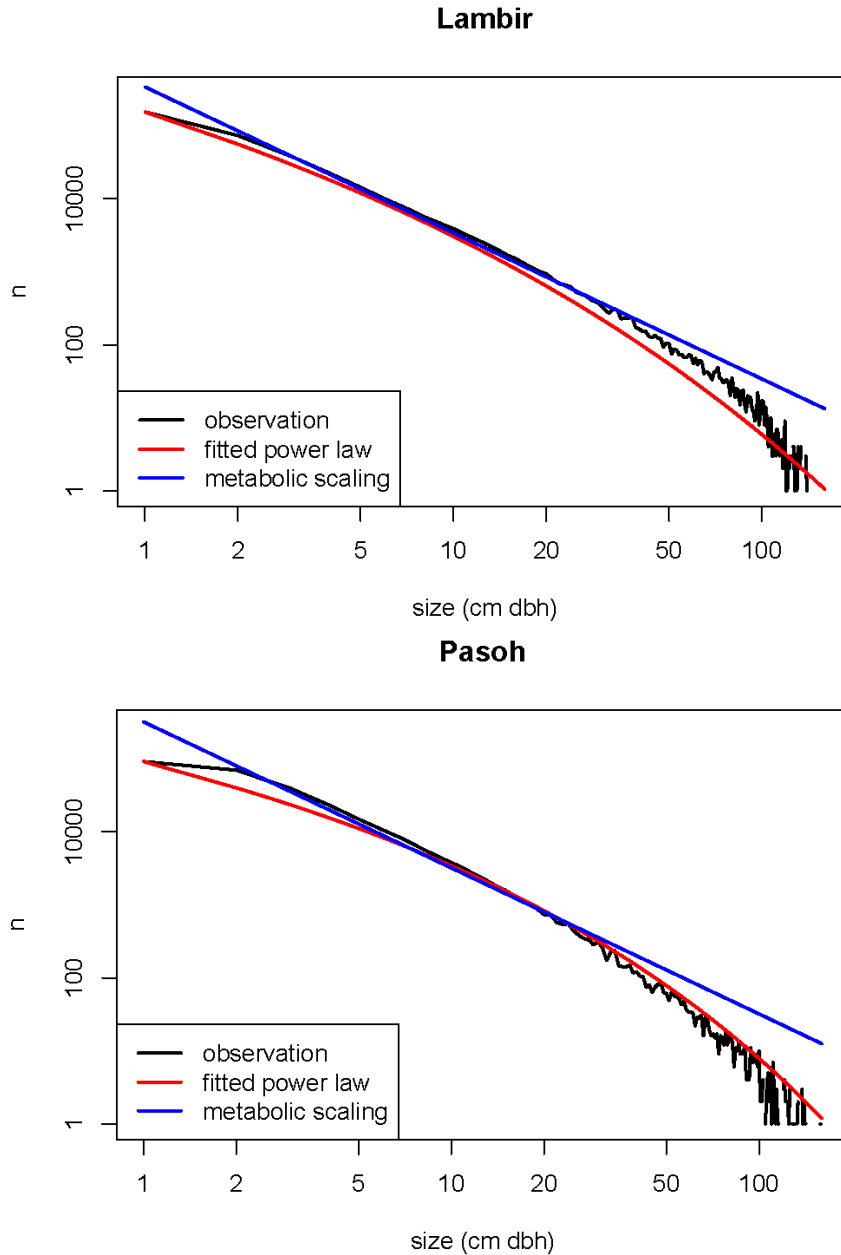 Lambir
n
10000
100
1
observation
fitted power law
metabolic scaling
1 2 5 10 20 50 100
size (cm dbh)
Pasoh
n
10000
100
1
observation
fitted power law
metabolic scaling
1 2 5 10 20 50 100
size (cm dbh)